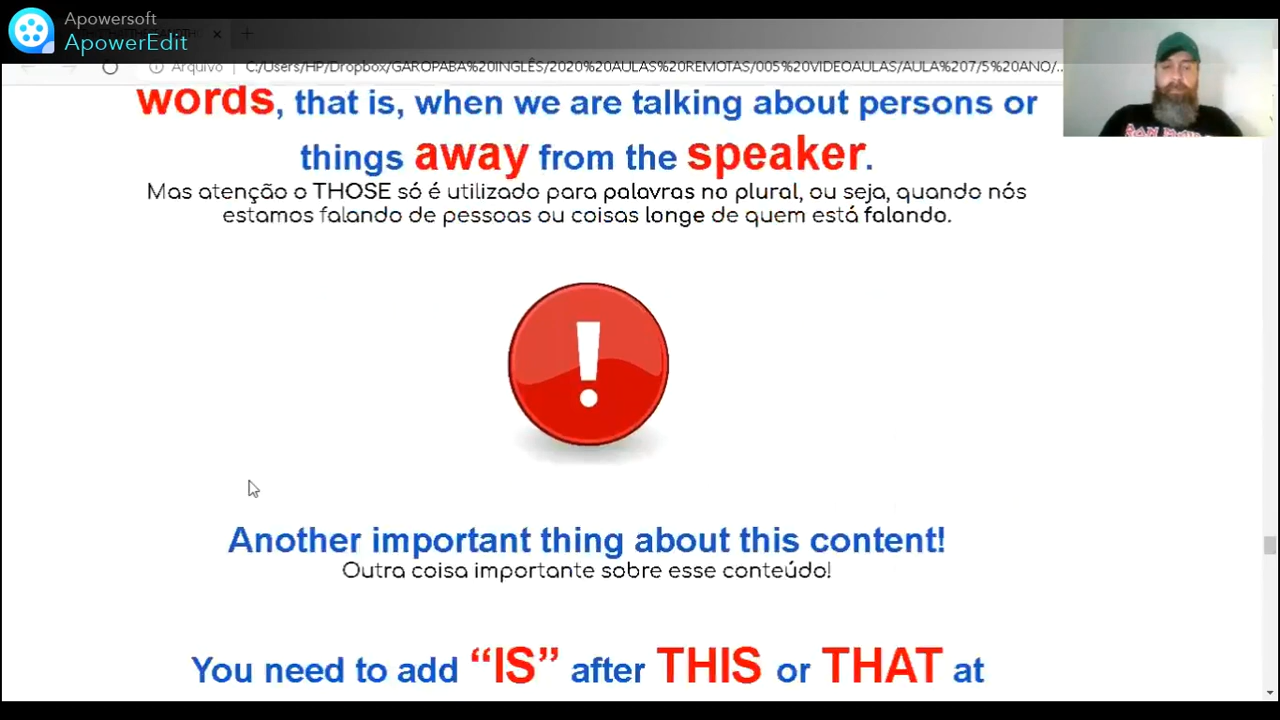 Apowersoft
ApowerEdit
Arquivo
C:/Users/HP/Dropbox/GAROPABA%20INGLÊS/2020%20AULAS%20REMOTAS/005%20VIDEOAULAS/AULA%207/5%20ANO/...
words, that is, when we are talking about persons or
things away from the speaker.
Mas atenção o THOSE só é utilizado para palavras no plural, ou seja, quando nós
estamos falando de pessoas ou coisas longe de quem está falando.
Another important thing about this content!
Outra coisa importante sobre esse conteúdo!
You need to add “IS” after THIS or THAT at